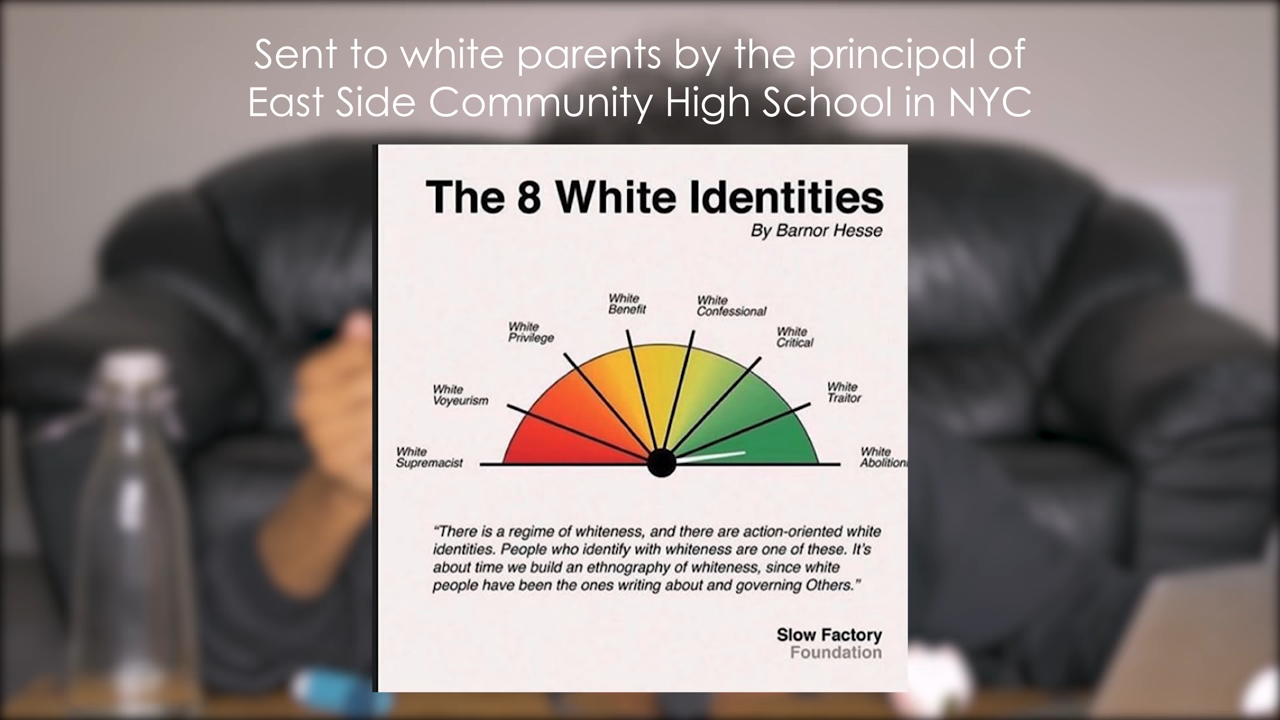 Sent to white parents by the principal of
East Side Community High School in NYC
The 8 White Identities
By Barnor Hesse
White
Benefit
White
Confessional
White
Privilege
White
Critical
White
Voyeurism
White
Traitor
White
Supremacist
White
Abolition
“There is a regime of whiteness, and there are action-oriented white
identities. People who identify with whiteness are one of these. It’s
about time we build an ethnography of whiteness, since white
people have been the ones writing about and governing Others.”
Slow Factory
Foundation